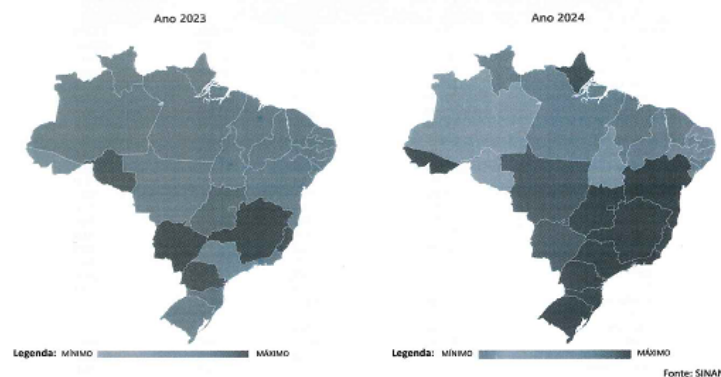 Ano 2023
Ano 2024
Legenda: MÍNIMO MÁXIMO
Legenda: MÍNIMO MÁXIMO
Fonte: SINAN